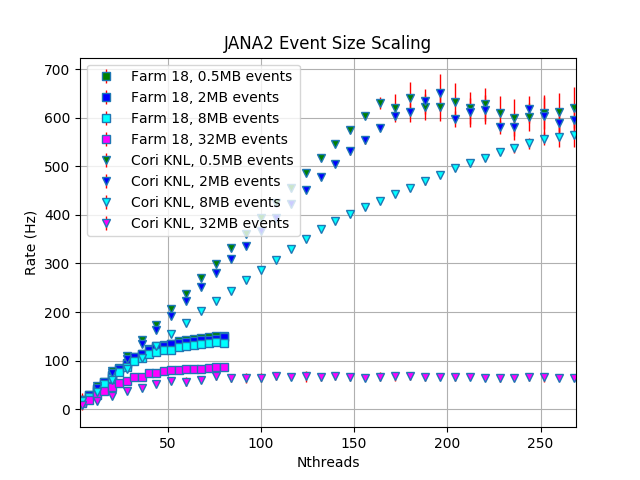 JANA2 Event Size Scaling
700
600
500
400
300
200
100
0
Rate (Hz)
Farm 18, 0.5MB events
Farm 18, 2MB events
Farm 18, 8MB events
Farm 18, 32MB events
Cori KNL, 0.5MB events
Cori KNL, 2MB events
Cori KNL, 8MB events
Cori KNL, 32MB events
50 100 150 200 250
Nthreads